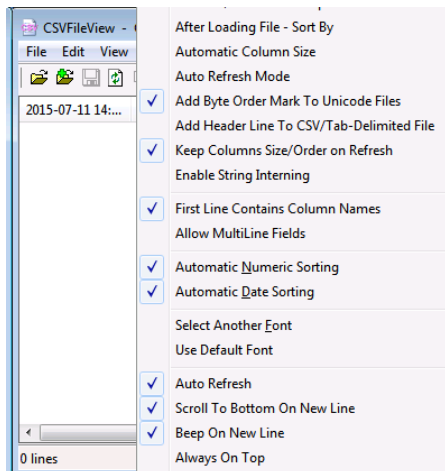 CSVFileView -
File Edit View
2015-07-11 14:...
0 lines
After Loading File - Sort By
Automatic Column Size
Auto Refresh Mode
Add Byte Order Mark To Unicode Files
Add Header Line To CSV/Tab-Delimited File
Keep Columns Size/Order on Refresh
Enable String Interning
First Line Contains Column Names
Allow MultiLine Fields
Automatic Numeric Sorting
Automatic Date Sorting
Select Another Font
Use Default Font
Auto Refresh
Scroll To Bottom On New Line
Beep On New Line
Always On Top